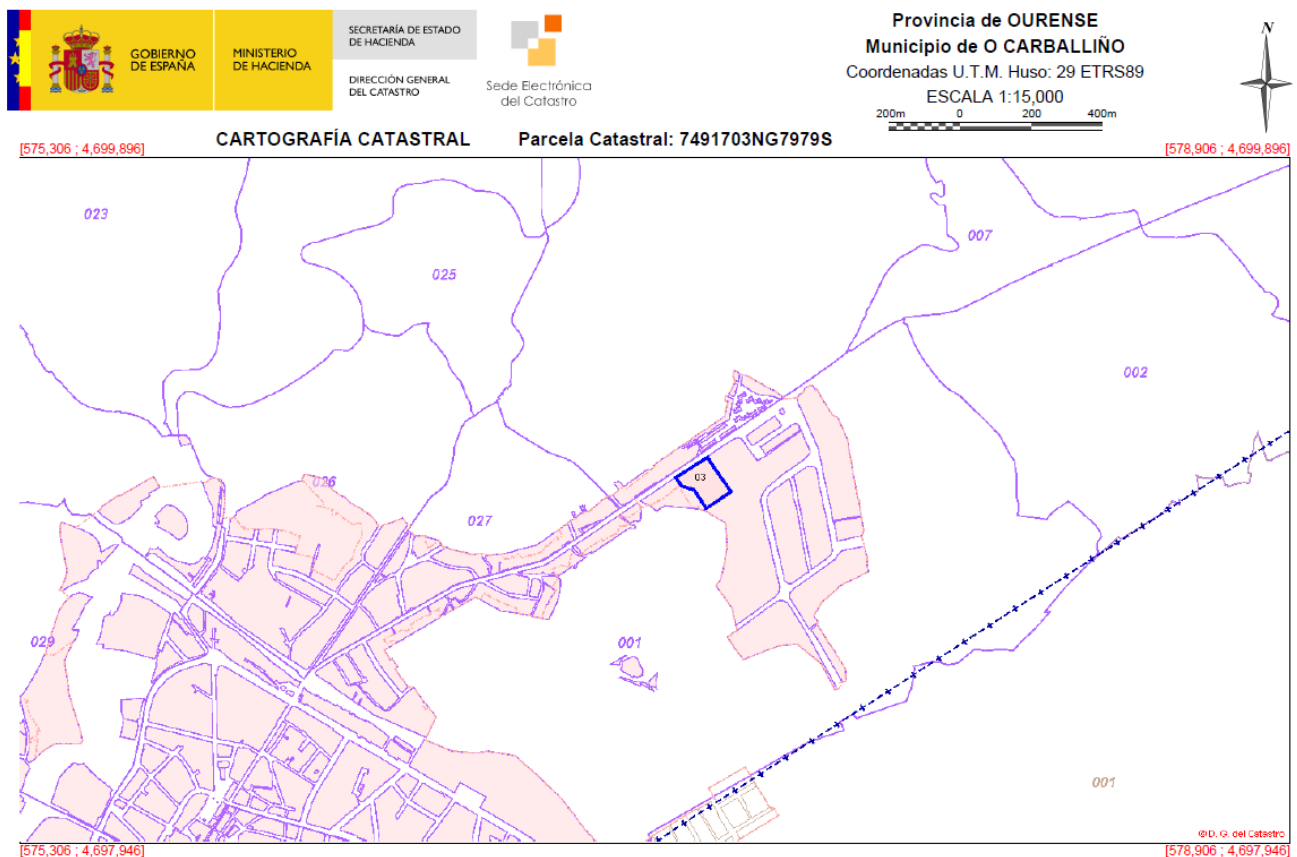 GOBIERNO
DE ESPAÑA
MINISTERIO
DE HACIENDA
SECRETARÍA DE ESTADO
DE HACIENDA
DIRECCIÓN GENERAL
DEL CATASTRO
Sede Electrónica
del Catastro
Provincia de OURENSE
Municipio de O CARBALLIÑO
Coordenadas U.T.M. Huso: 29 ETRS89
ESCALA 1:15,000
200m 0 200 400m
N
CARTOGRAFÍA CATASTRAL Parcela Catastral: 7491703NG7979S
[575,306 ; 4,699,896] [578,906 ; 4,699,896]
023
007
025
002
03
026
027
029
001
001
© D. G. del Catastro
[575,306 ; 4,697,946] [578,906 ; 4,697,946]